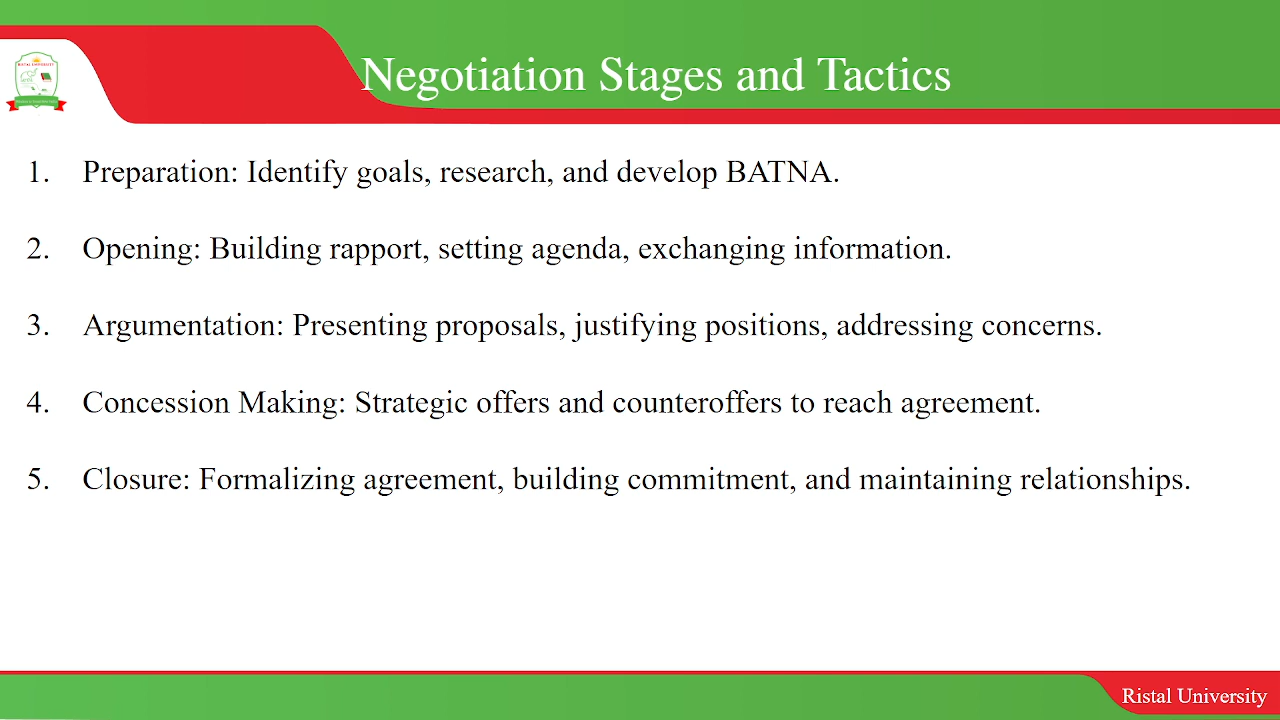 RISTAL UNIVERSITY
Negotiation Stages and Tactics
1. Preparation: Identify goals, research, and develop BATNA.
2. Opening: Building rapport, setting agenda, exchanging information.
3. Argumentation: Presenting proposals, justifying positions, addressing concerns.
4. Concession Making: Strategic offers and counteroffers to reach agreement.
5. Closure: Formalizing agreement, building commitment, and maintaining relationships.
Ristal University